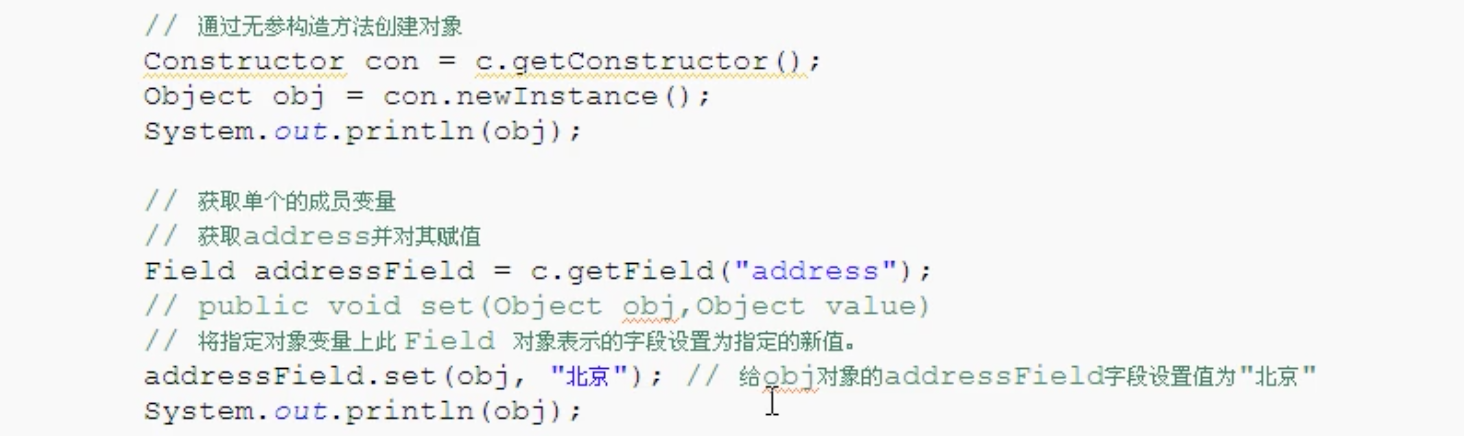 // 通过无参构造方法创建对象
Constructor con = c.getConstructor();
Object obj = con.newInstance();
System.out.println(obj);
// 获取单个的成员变量
// 获取address并对其赋值
Field addressField = c.getField("address");
// public void set(Object obj,Object value)
// 将指定对象变量上此 Field 对象表示的字段设置为指定的新值。
addressField.set(obj, "北京"); // 给obj对象的addressField字段设置值为"北京"
System.out.println(obj);